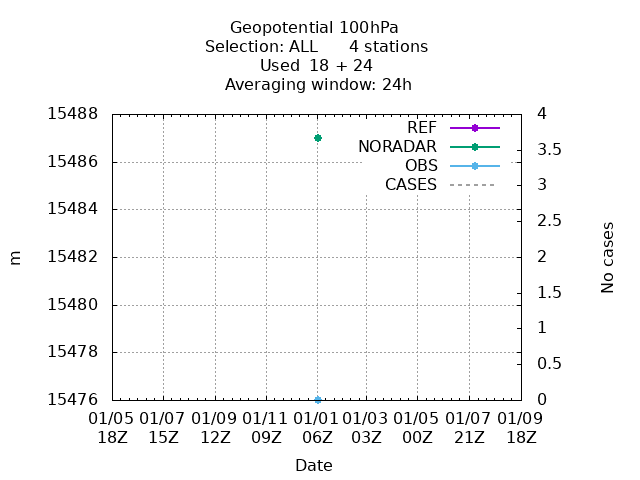 Geopotential 100hPa
Selection: ALL      4 stations
Used  18 + 24
Averaging window: 24h
15488
15486
15484
15482
15480
15478
15476
m
4
3.5
3
2.5
2
1.5
1
0.5
0
No cases
REF
NORADAR
OBS
CASES
01/05 01/07 01/09 01/11 01/01 01/03 01/05 01/07 01/09
18Z 15Z 12Z 09Z 06Z 03Z 00Z 21Z 18Z
Date